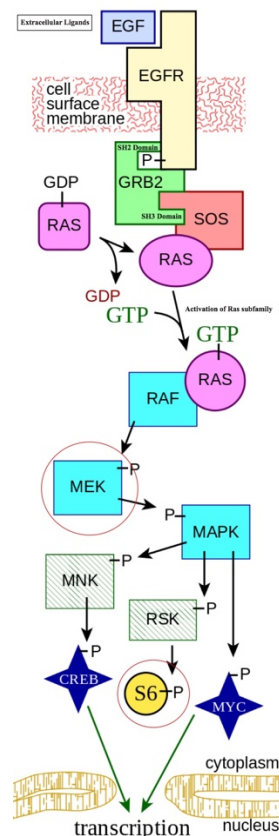 Extracellular Ligands
EGF
EGFR
cell
surface
membrane
SH2 Domain
P
GRB2
GDP
SH3 Domain
SOS
RAS
RAS
GDP
GTP
Activation of Ras subfamily
GTP
RAS
RAF
P
MEK
P
MAPK
P
MNK
P
RSK
P
CREB
S6
P
P
MYC
cytoplasm
nucleus
transcription